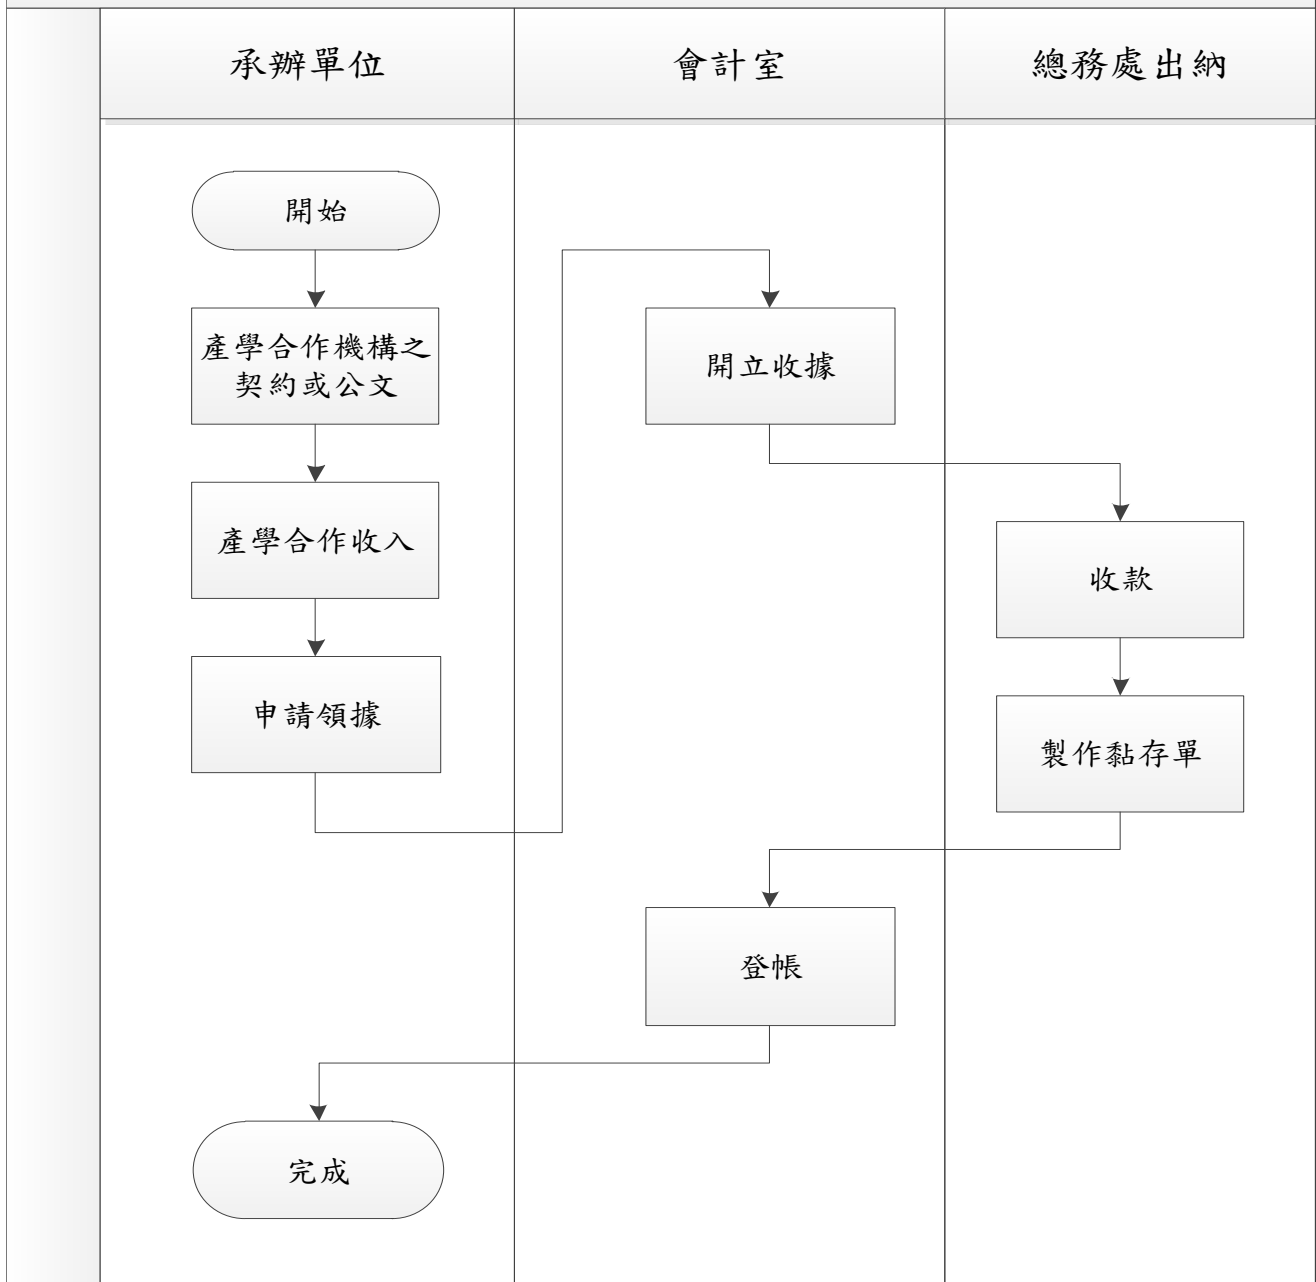 承辦單位
會計室
總務處出納
開始
產學合作機構之
契約或公文
產學合作收入
申請領據
開立收據
收款
製作黏存單
登帳
完成